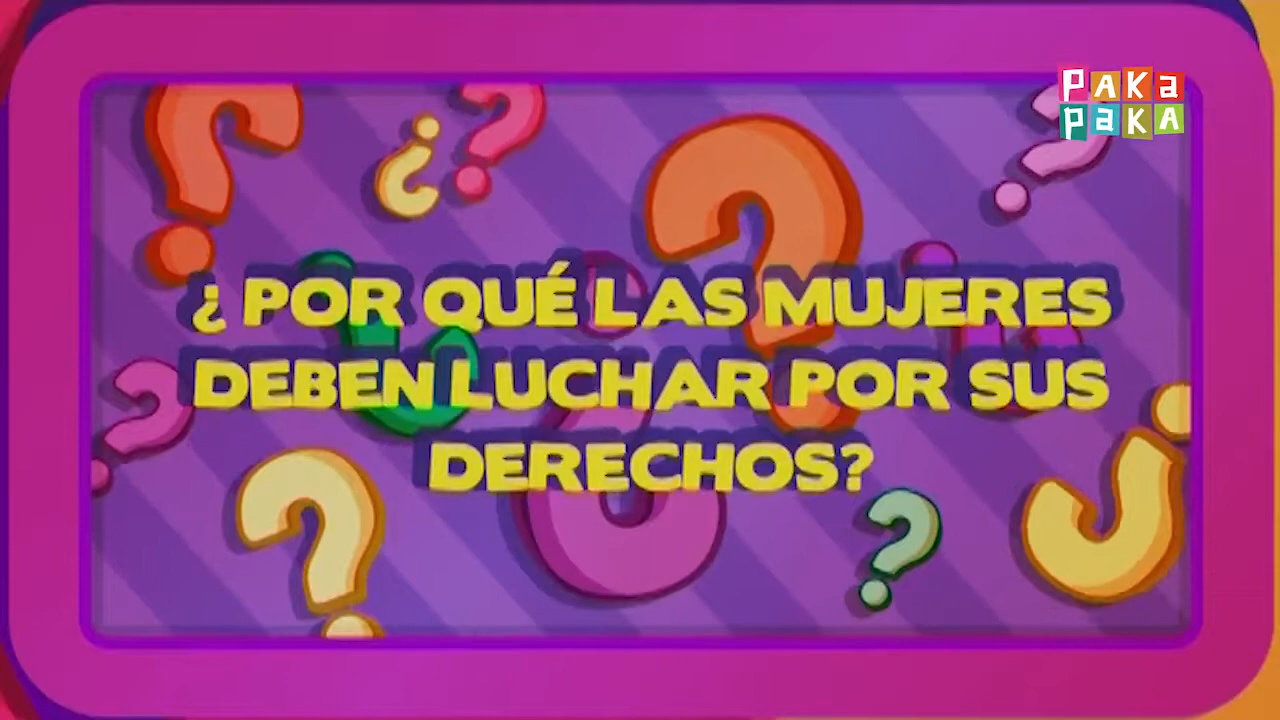 PAKa
PaKA
¿ POR QUÉ LAS MUJERES
DEBEN LUCHAR POR SUS
DERECHOS?